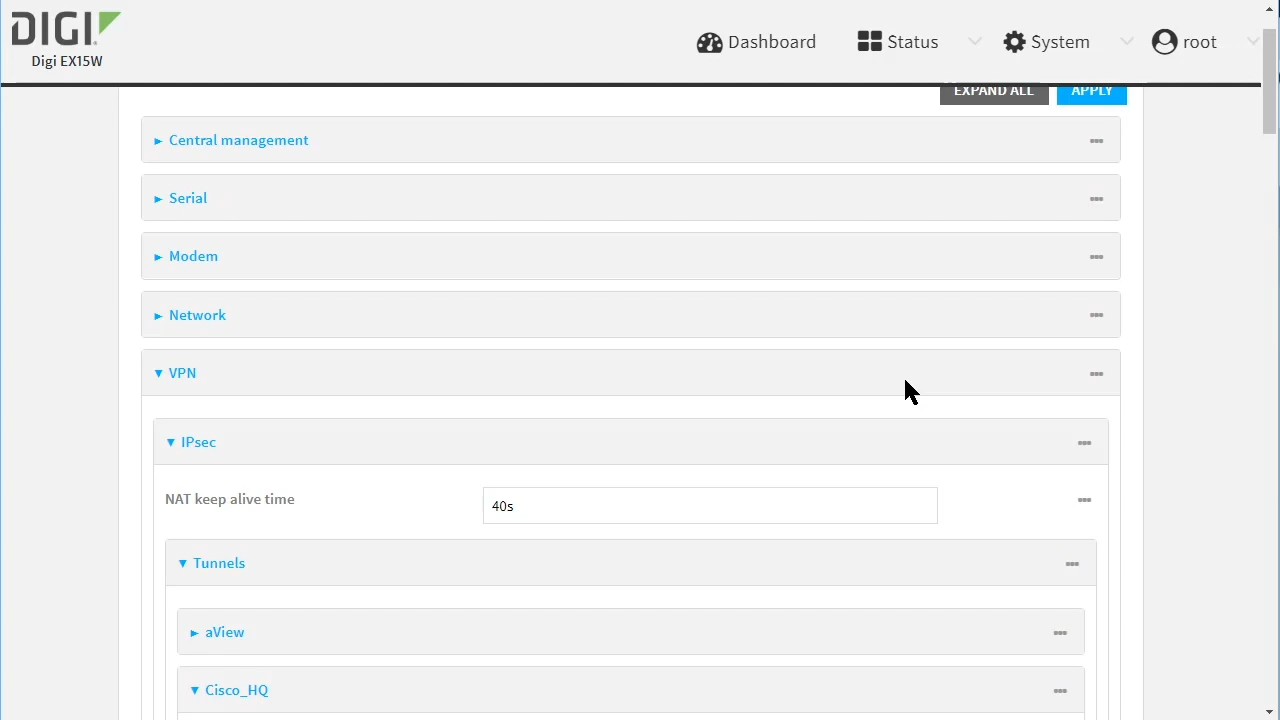 DIGI.
Digi EX15W
Dashboard
Status
System
root
EXPAND ALL
APPLY
Central management
Serial
Modem
Network
VPN
IPsec
NAT keep alive time
40s
Tunnels
aView
Cisco_HQ